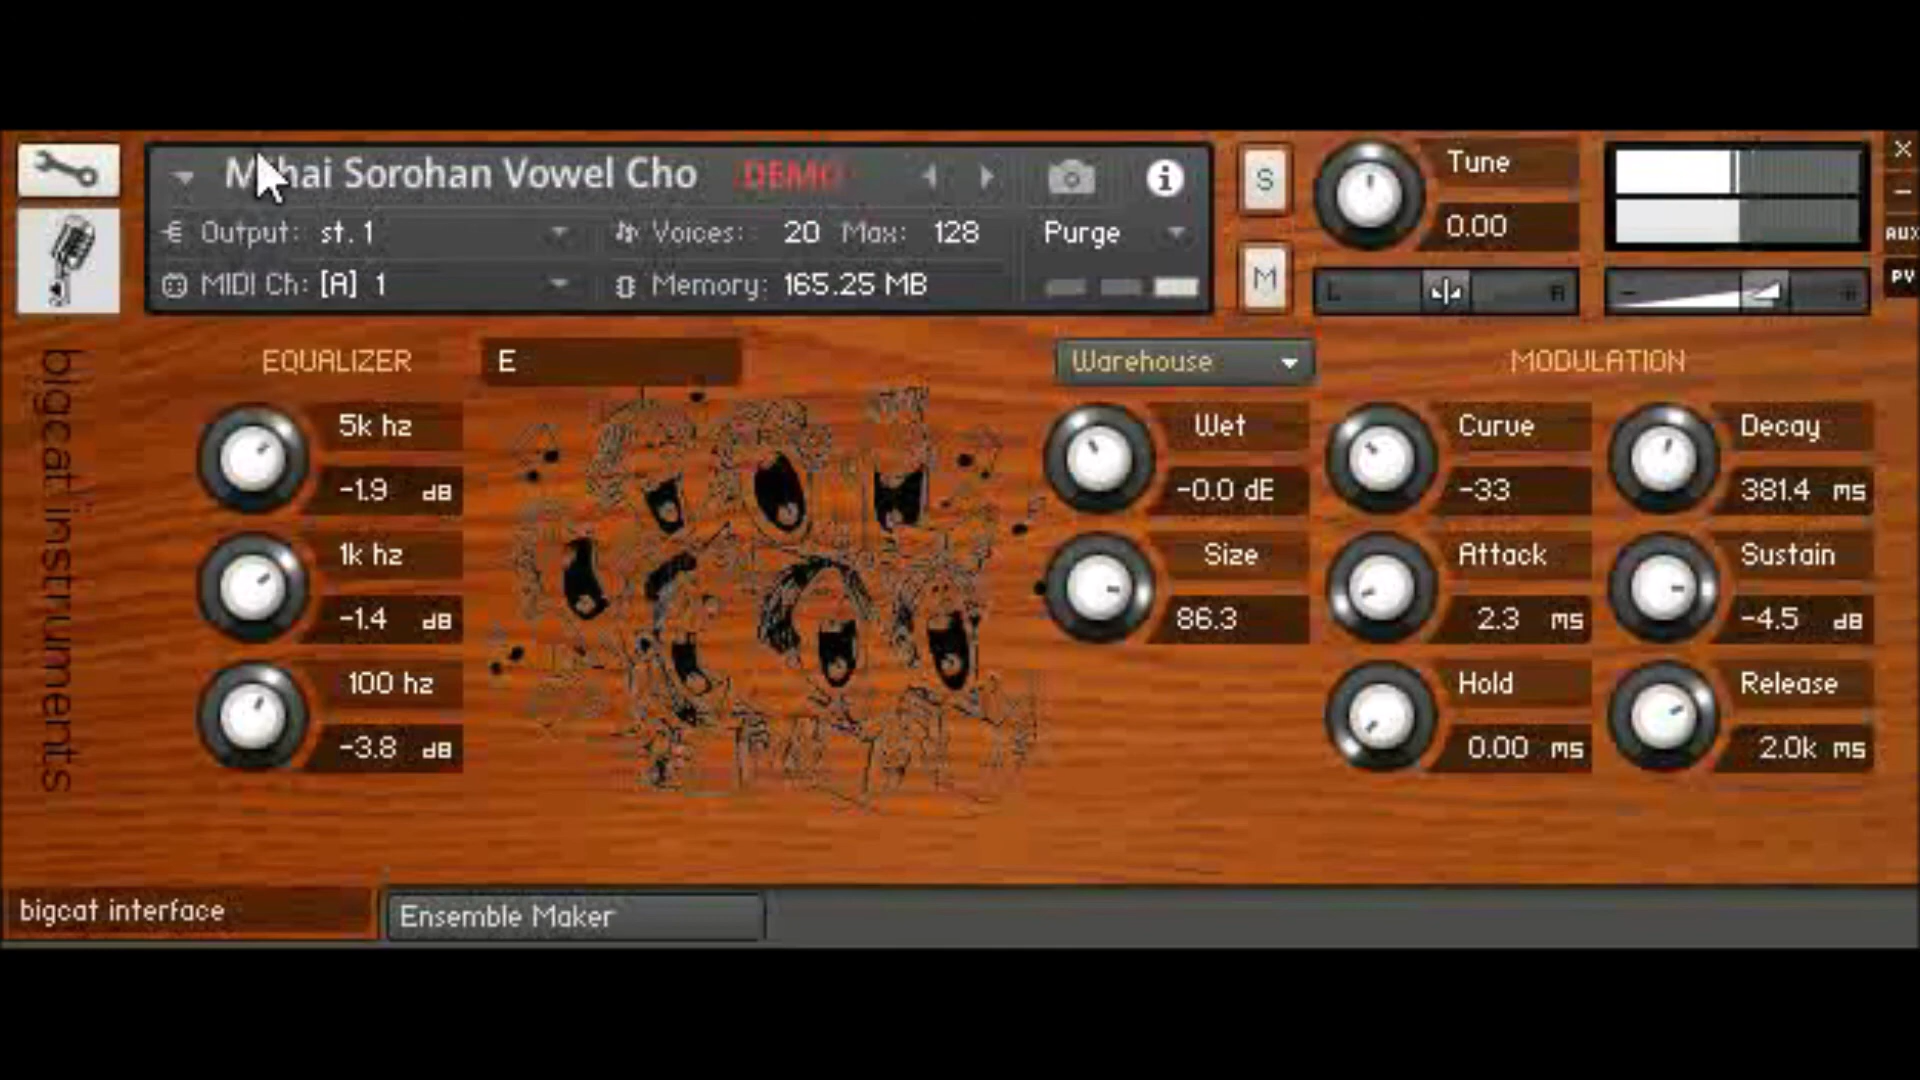 Mihai Sorohan Vowel Cho DEMO
S
Tune
0.00
Output: st. 1
Voices: 20 Max: 128
Purge
AUX
MIDI Ch: [A] 1
Memory: 165.25 MB
M
L
R
PV
bigcat instruments
EQUALIZER
E
Warehouse
MODULATION
5k hz
-1.9 dB
1k hz
-1.4 dB
100 hz
-3.8 dB
Wet
-0.0 dE
Size
86.3
Curve
-33
Attack
2.3 ms
Hold
0.00 ms
Decay
381.4 ms
Sustain
-4.5 dB
Release
2.0k ms
bigcat interface
Ensemble Maker